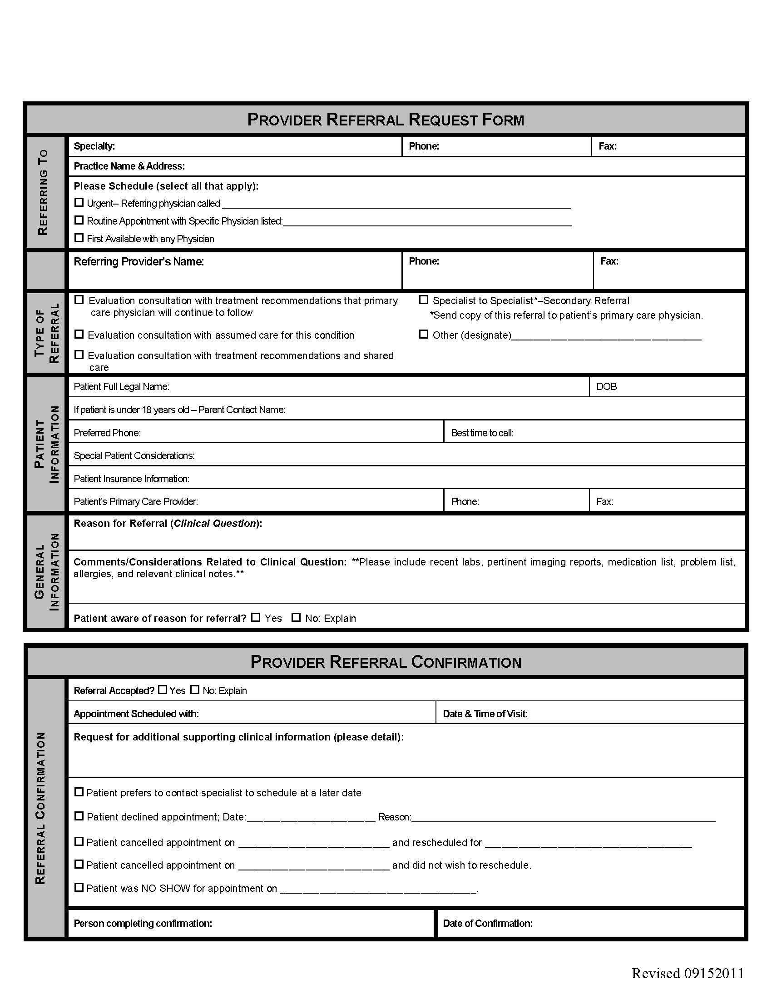 PROVIDER REFERRAL REQUEST FORM
REFERRING TO
Specialty: Phone: Fax:
Practice Name & Address:
Please Schedule (select all that apply):
☐ Urgent– Referring physician called ____________________
☐ Routine Appointment with Specific Physician listed:____________________
☐ First Available with any Physician
Referring Provider’s Name: Phone: Fax:
TYPE OF
REFERRAL
☐ Evaluation consultation with treatment recommendations that primary
care physician will continue to follow
☐ Evaluation consultation with assumed care for this condition
☐ Evaluation consultation with treatment recommendations and shared
care
☐ Specialist to Specialist*–Secondary Referral
*Send copy of this referral to patient’s primary care physician.
☐ Other (designate)____________________
PATIENT
INFORMATION
Patient Full Legal Name: DOB
If patient is under 18 years old – Parent Contact Name:
Preferred Phone: Best time to call:
Special Patient Considerations:
Patient Insurance Information:
Patient’s Primary Care Provider: Phone: Fax:
GENERAL
INFORMATION
Reason for Referral (Clinical Question):
Comments/Considerations Related to Clinical Question: **Please include recent labs, pertinent imaging reports, medication list, problem list,
allergies, and relevant clinical notes.**
Patient aware of reason for referral? ☐ Yes ☐ No: Explain
PROVIDER REFERRAL CONFIRMATION
REFERRAL CONFIRMATION
Referral Accepted? ☐ Yes ☐ No: Explain
Appointment Scheduled with: Date & Time of Visit:
Request for additional supporting clinical information (please detail):
☐ Patient prefers to contact specialist to schedule at a later date
☐ Patient declined appointment; Date:____________________ Reason:____________________
☐ Patient cancelled appointment on ____________________ and rescheduled for ____________________
☐ Patient cancelled appointment on ____________________ and did not wish to reschedule.
☐ Patient was NO SHOW for appointment on ____________________.
Person completing confirmation: Date of Confirmation:
Revised 09152011